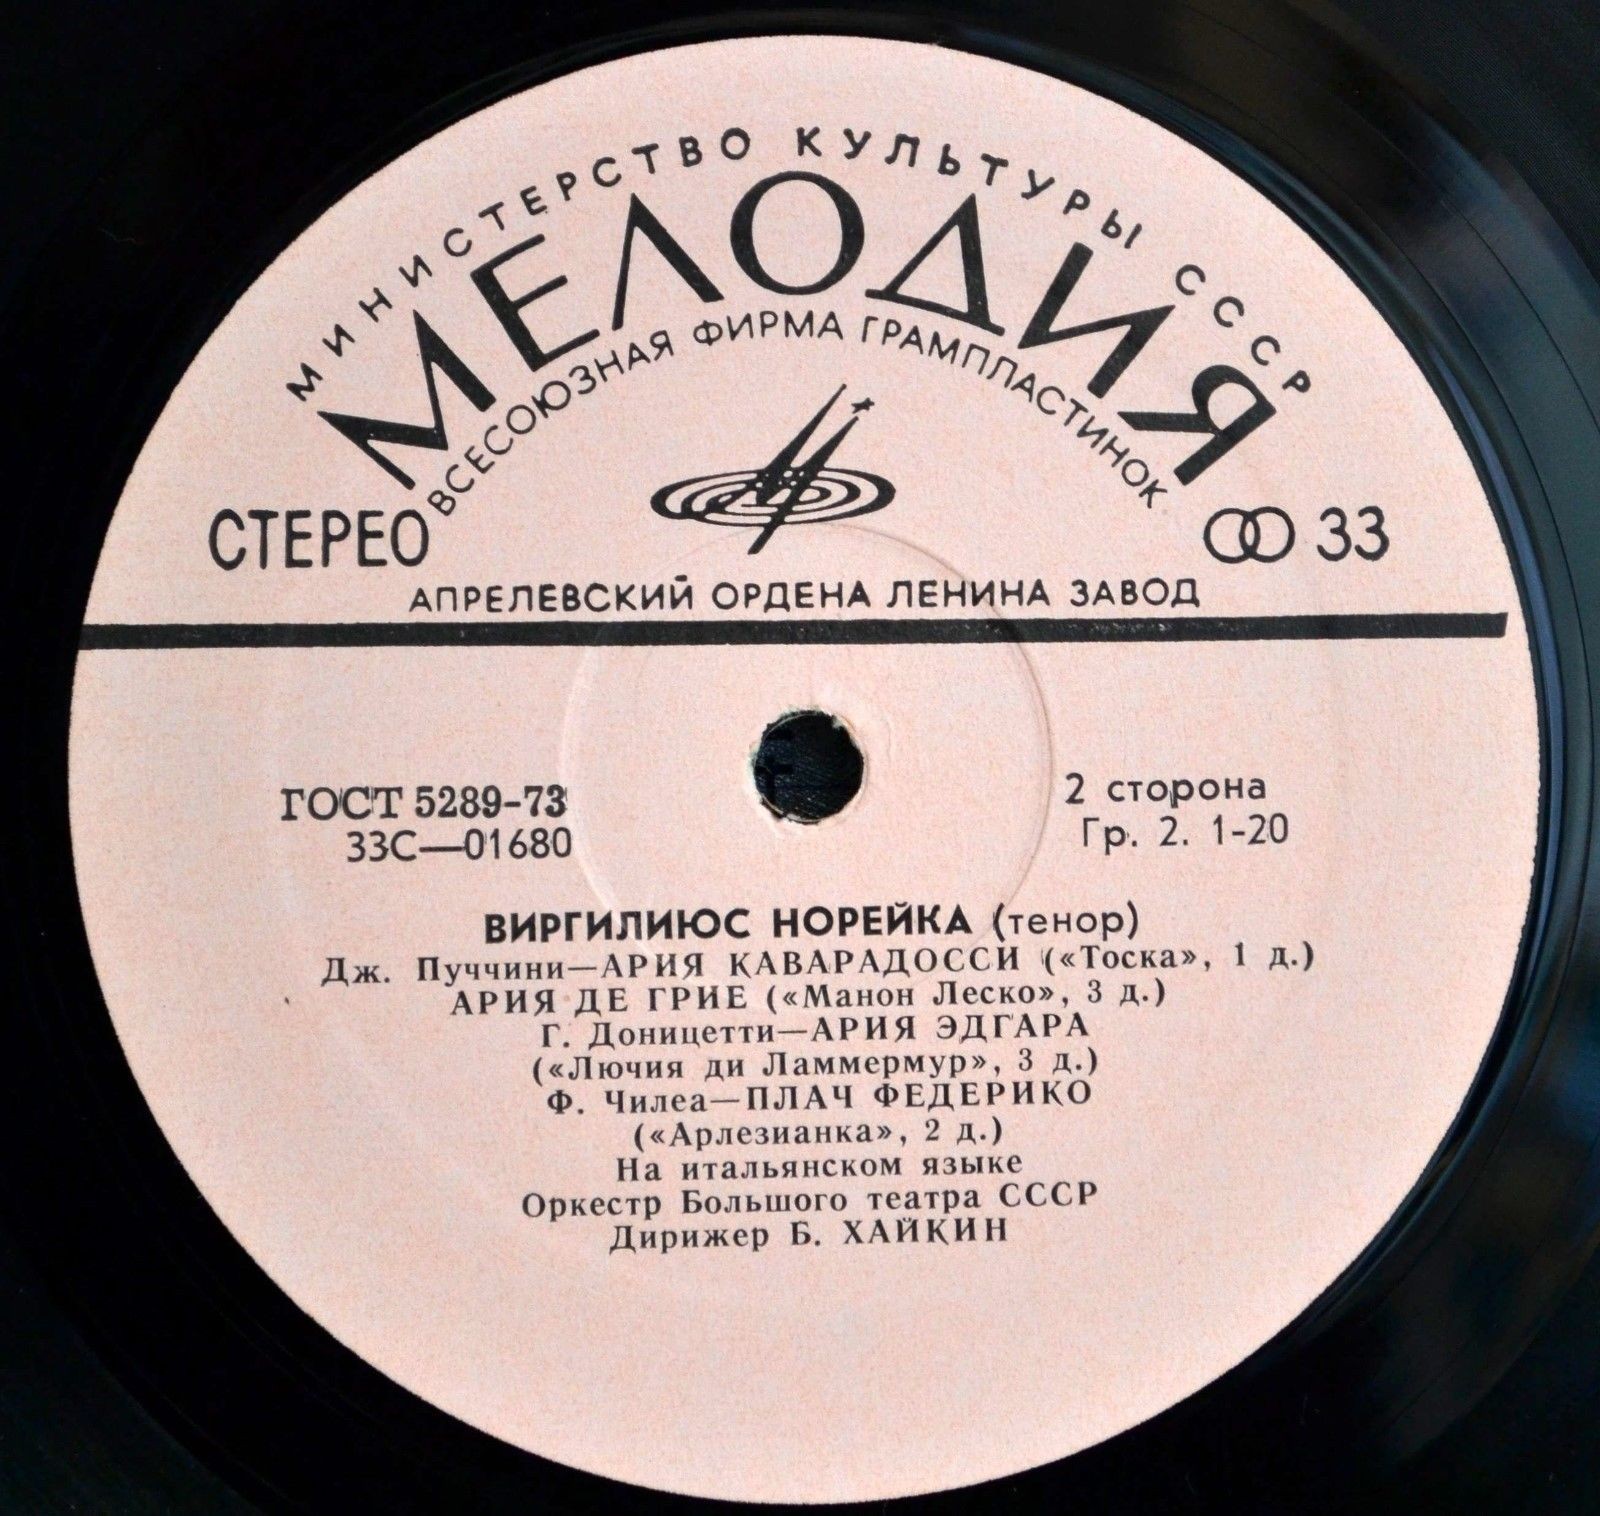 МИНИСТЕРСТВО КУЛЬТУРЫ СССР
МЕЛОДИЯ
ВСЕСОЮЗНАЯ ФИРМА ГРАМПЛАСТИНОК
СТЕРЕО
33
АПРЕЛЕВСКИЙ ОРДЕНА ЛЕНИНА ЗАВОД
ГОСТ 5289-73
33С—01680
2 сторона
Гр. 2. 1-20
ВИРГИЛИЮС НОРЕЙКА (тенор)
Дж. Пуччини—АРИЯ КАВАРАДОССИ («Тоска», 1 д.)
АРИЯ ДЕ ГРИЕ («Манон Леско», 3 д.)
Г. Доницетти—АРИЯ ЭДГАРА
(«Лючия ди Ламмермур», 3 д.)
Ф. Чилеа—ПЛАЧ ФЕДЕРИКО
(«Арлезианка», 2 д.)
На итальянском языке
Оркестр Большого театра СССР
Дирижер Б. ХАЙКИН